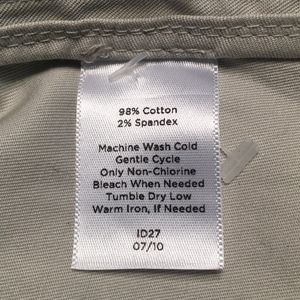 98% Cotton
2% Spandex
Machine Wash Cold
Gentle Cycle
Only Non-Chlorine
Bleach When Needed
Tumble Dry Low
Warm Iron, If Needed
ID27
07/10